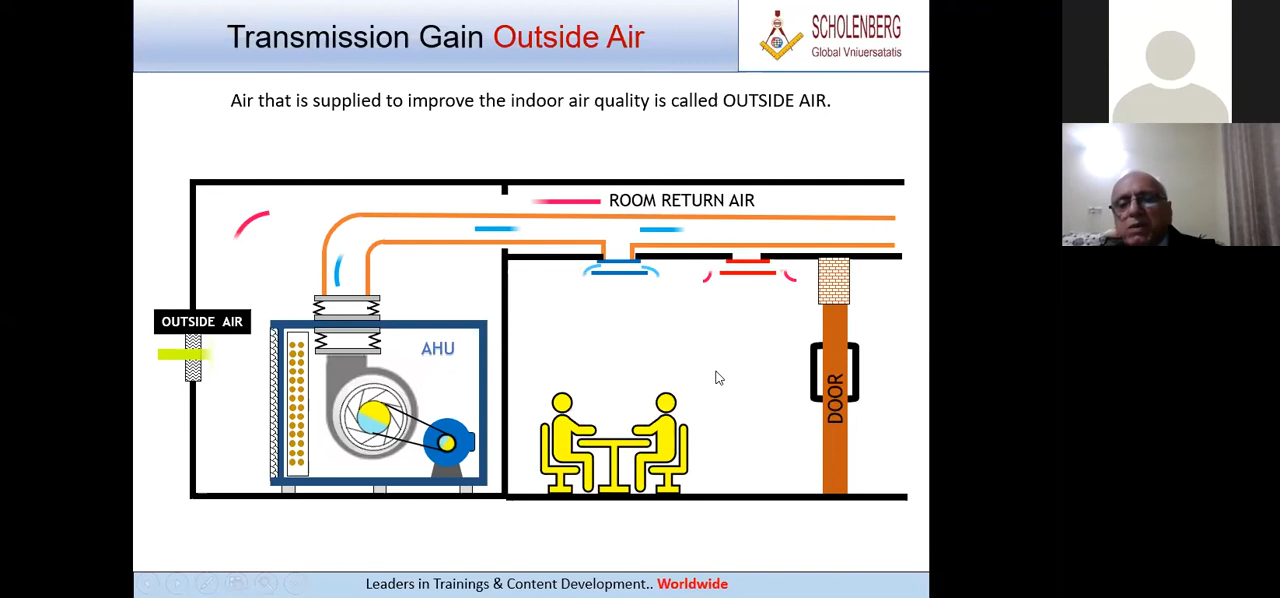 Transmission Gain Outside Air
SCHOLENBERG
Global Vniuersatatis
Air that is supplied to improve the indoor air quality is called OUTSIDE AIR.
ROOM RETURN AIR
OUTSIDE AIR
AHU
DOOR
Leaders in Trainings & Content Development.. Worldwide